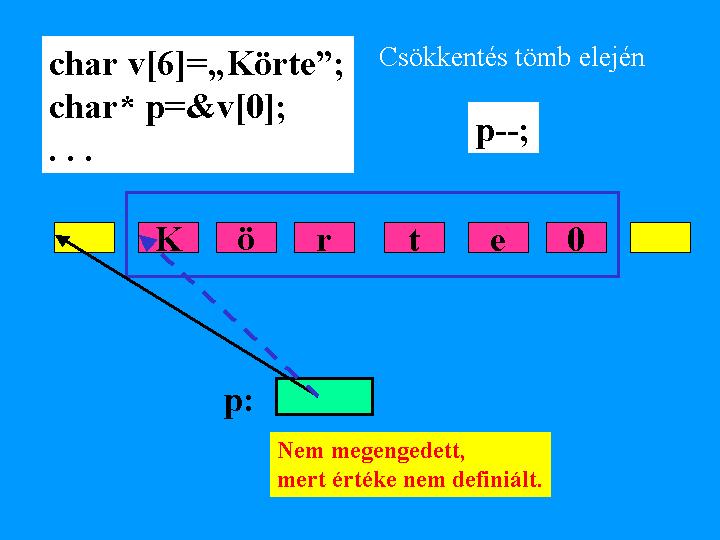 char v[6]=„Körte”;
char* p=&v[0];
. . .
Csökkentés tömb elején
p--;
K ö r t e 0
p:
Nem megengedett,
mert értéke nem definiált.